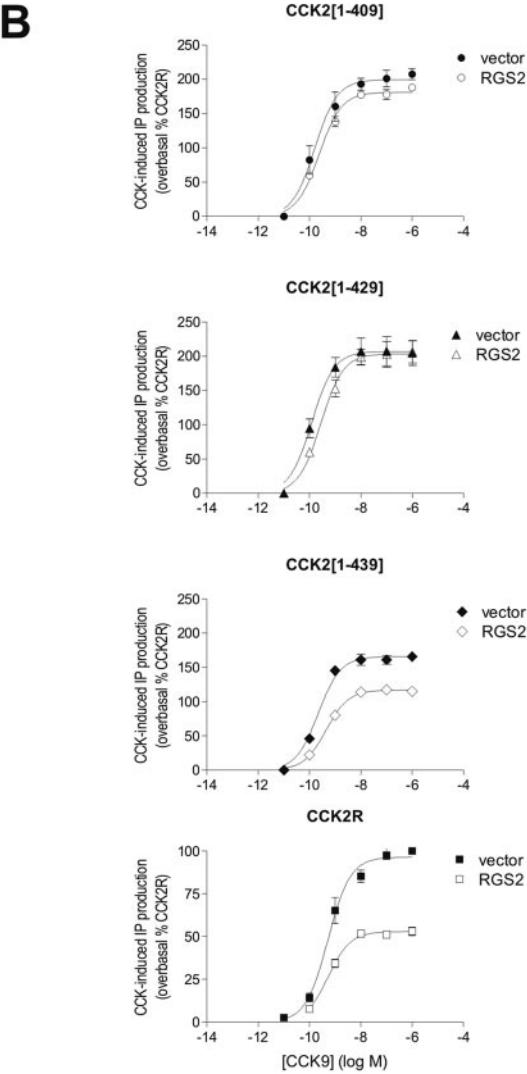 B
CCK2[1-409]
CCK-induced IP production
(overbasal % CCK2R)
250
200
150
100
50
0
-14 -12 -10 -8 -6 -4
vector
RGS2
CCK2[1-429]
CCK-induced IP production
(overbasal % CCK2R)
250
200
150
100
50
0
-14 -12 -10 -8 -6 -4
vector
RGS2
CCK2[1-439]
CCK-induced IP production
(overbasal % CCK2R)
250
200
150
100
50
0
-14 -12 -10 -8 -6 -4
vector
RGS2
CCK2R
CCK-induced IP production
(overbasal % CCK2R)
100
75
50
25
0
-14 -12 -10 -8 -6 -4
vector
RGS2
[CCK9] (log M)